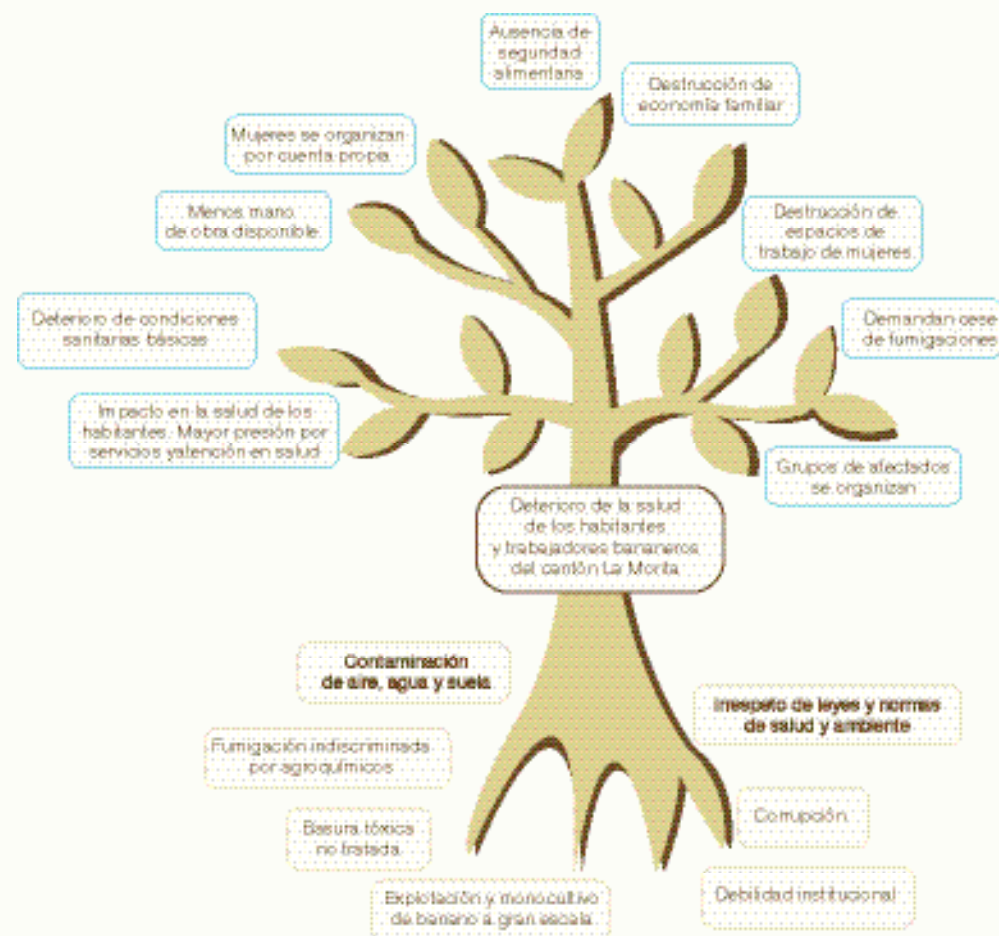 Ausencia de
seguridad
alimentaria
Destrucción de
economía familiar
Mujeres se organizan
por cuenta propia
Menos mano
de obra disponible
Destrucción de
espacios de
trabajo de mujeres
Deterioro de condiciones
sanitarias básicas
Demandan cese
de fumigaciones
Impacto en la salud de los
habitantes. Mayor presión por
servicios yatención en salud
Grupos de afectados
se organizan
Deterioro de la salud
de los habitantes
y trabajadores bananeros
del cantón La Morita
Contaminación
de aire, agua y suela
Irrespeto de leyes y normas
de salud y ambiente
Fumigación indiscriminada
por agroquímicos
Corrupción
Basura tóxica
no tratada
Explotación y monocultivo
de banano a gran escala
Debilidad institucional